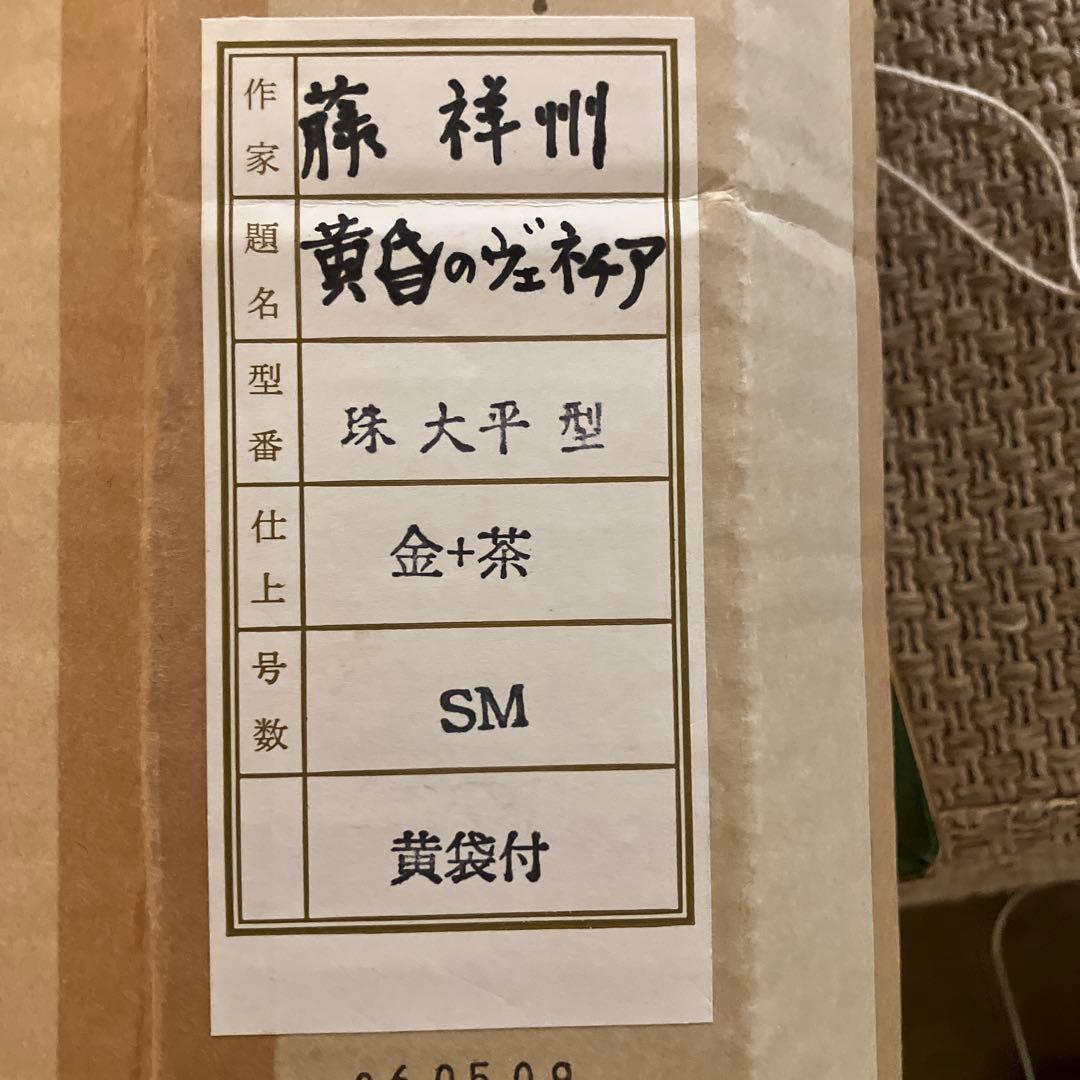 作家 藤 祥州
題名 黄昏のヴェネチア
型番 珠 大平 型
仕上 金+茶
号数 SM
黄袋付